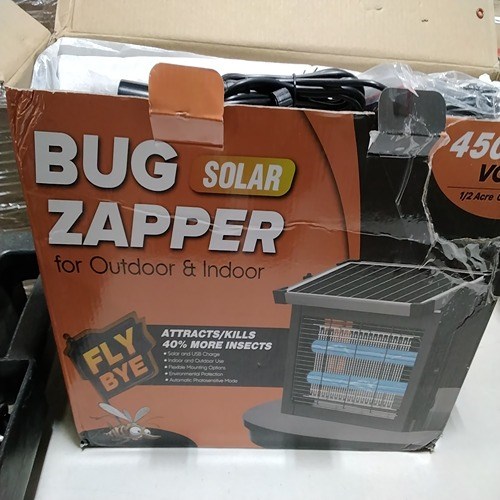 BUG
SOLAR
ZAPPER
for Outdoor & Indoor
450
VO
1/2 Acre
ATTRACTS/KILLS
40% MORE INSECTS
• Solar and USB Charge
• Indoor and Outdoor Use
• Flexible Mounting Options
• Environmental Protection
• Automatic Photosensitive Mode
FLY
BYE